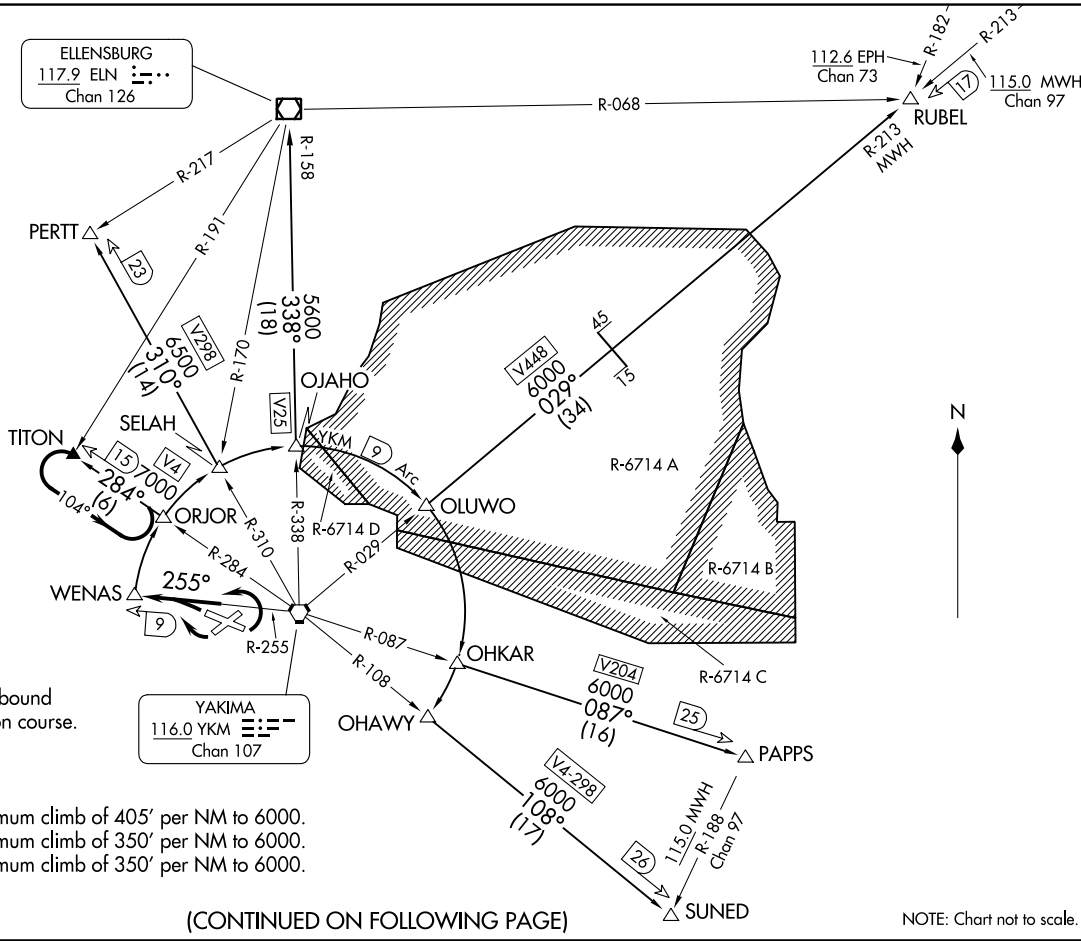 ELLENSBURG
117.9 ELN
Chan 126
R-182
R-213
112.6 EPH
Chan 73
17
115.0 MWH
Chan 97
R-068
RUBEL
R-213
MWH
R-158
R-217
R-191
PERTT
23
V298
6500
310°
(14)
R-170
5600
338°
(18)
V25
OJAHO
45
15
V448
6000
029°
(34)
N
SELAH
TITON
15
7000
V4
284°
(6)
104°
YKM 9 Arc
R-6714 A
ORJOR
OLUWO
R-310
R-338
R-6714 D
R-029
R-284
R-6714 B
WENAS
255°
9
R-255
R-087
OHKAR
R-108
R-6714 C
V204
6000
087°
(16)
25
bound
on course.
YAKIMA
116.0 YKM
Chan 107
OHAWY
PAPPS
V4-298
6000
108°
(17)
115.0 MWH
R-188
Chan 97
26
mum climb of 405' per NM to 6000.
mum climb of 350' per NM to 6000.
mum climb of 350' per NM to 6000.
SUNED
(CONTINUED ON FOLLOWING PAGE)
NOTE: Chart not to scale.